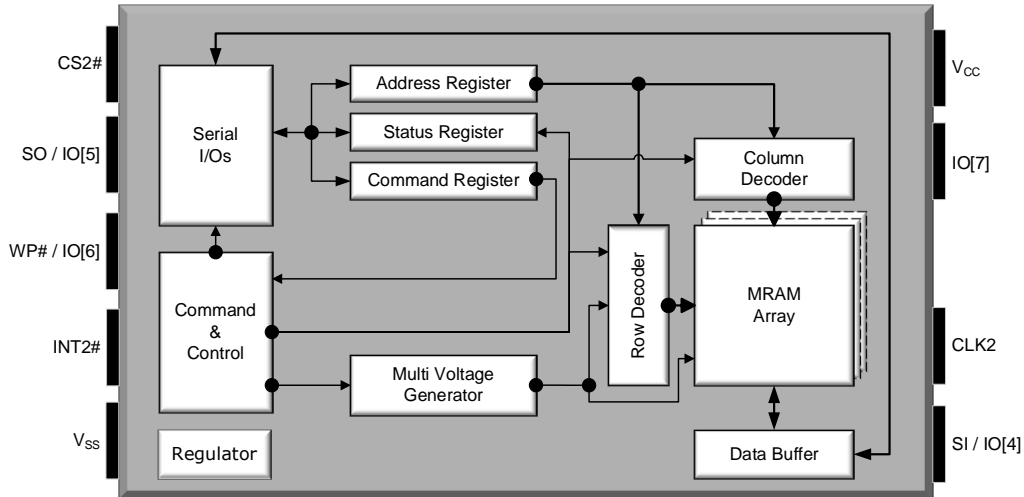 CS2#
SO / IO[5]
WP# / IO[6]
INT2#
VSS
Serial
I/Os
Address Register
Status Register
Command Register
Command
&
Control
Multi Voltage
Generator
Regulator
Row Decoder
Column
Decoder
MRAM
Array
Data Buffer
VCC
IO[7]
CLK2
SI / IO[4]